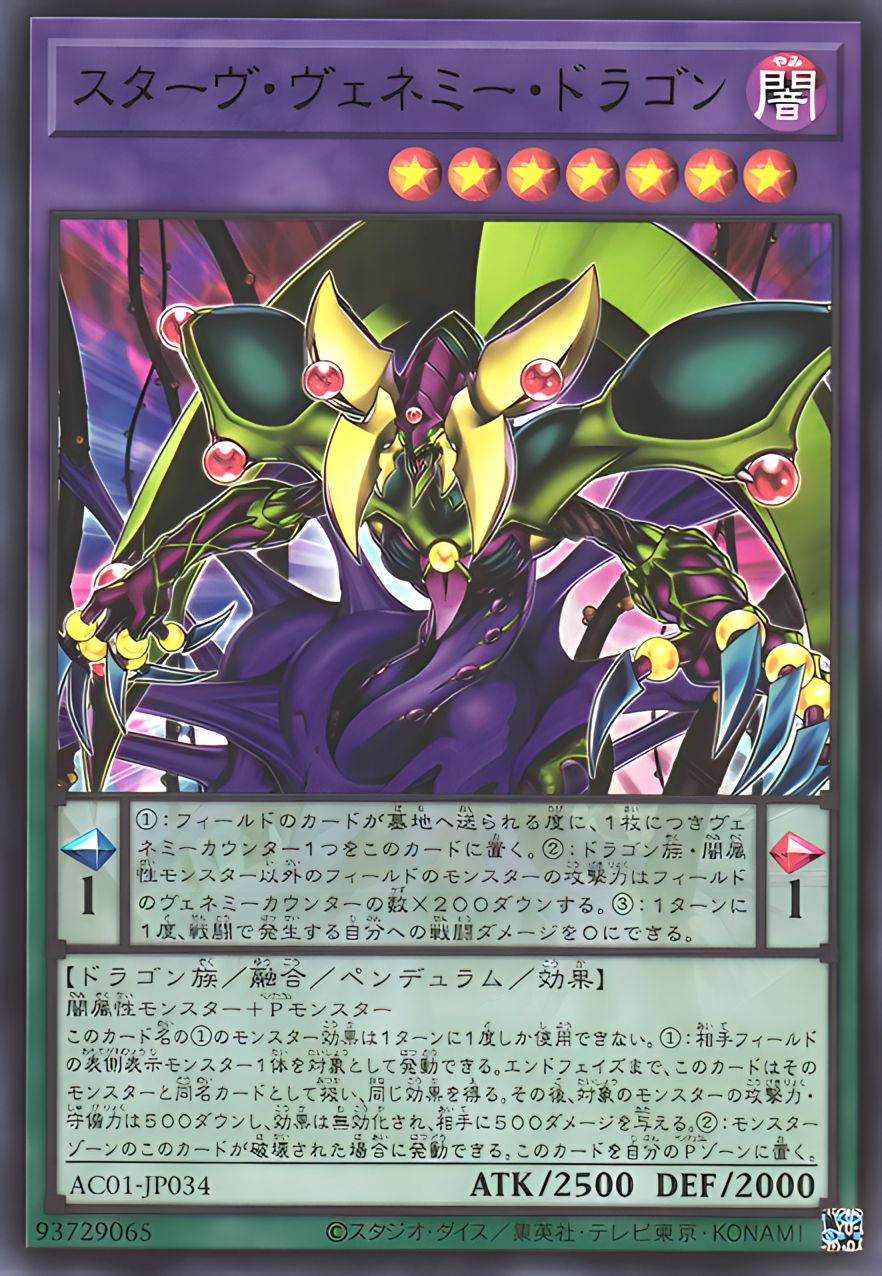 スターヴ・ヴェネミー・ドラゴン
やみ
闇
①:フィールドのカードが墓地へ送られる度に、1枚につきヴェ
ネミーカウンター1つをこのカードに置く。②:ドラゴン族・闇属
性モンスター以外のフィールドのモンスターの攻撃力はフィールド
のヴェネミーカウンターの数×200ダウンする。③:1ターンに
1度、戦闘で発生する自分への戦闘ダメージを0にできる。
1
1
【ドラゴン族/融合/ペンデュラム/効果】
闇属性モンスター+Pモンスター
このカード名の①のモンスター効果は1ターンに1度しか使用できない。①:相手フィールド
の表側表示モンスター1体を対象として発動できる。エンドフェイズまで、このカードはその
モンスターと同名カードとして扱い、同じ効果を得る。その後、対象のモンスターの攻撃力・
守備力は500ダウンし、効果は無効化され、相手に500ダメージを与える。②:モンスター
ゾーンのこのカードが破壊された場合に発動できる。このカードを自分のPゾーンに置く。
AC01-JP034 ATK/2500 DEF/2000
93729065 ©スタジオ・ダイス/集英社・テレビ東京・KONAMI